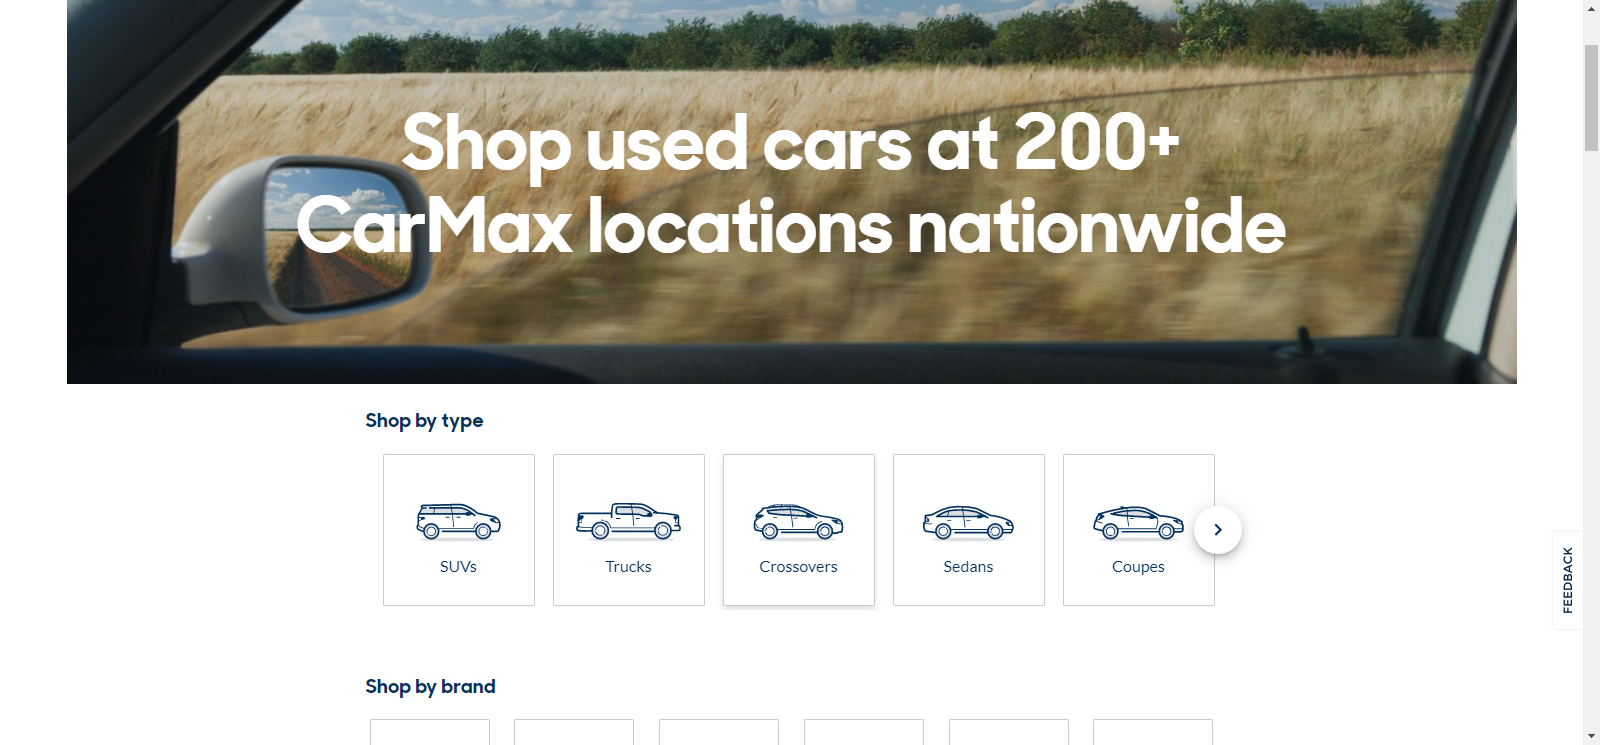 Shop used cars at 200+
CarMax locations nationwide
Shop by type
SUVs
Trucks
Crossovers
Sedans
Coupes
FEEDBACK
Shop by brand